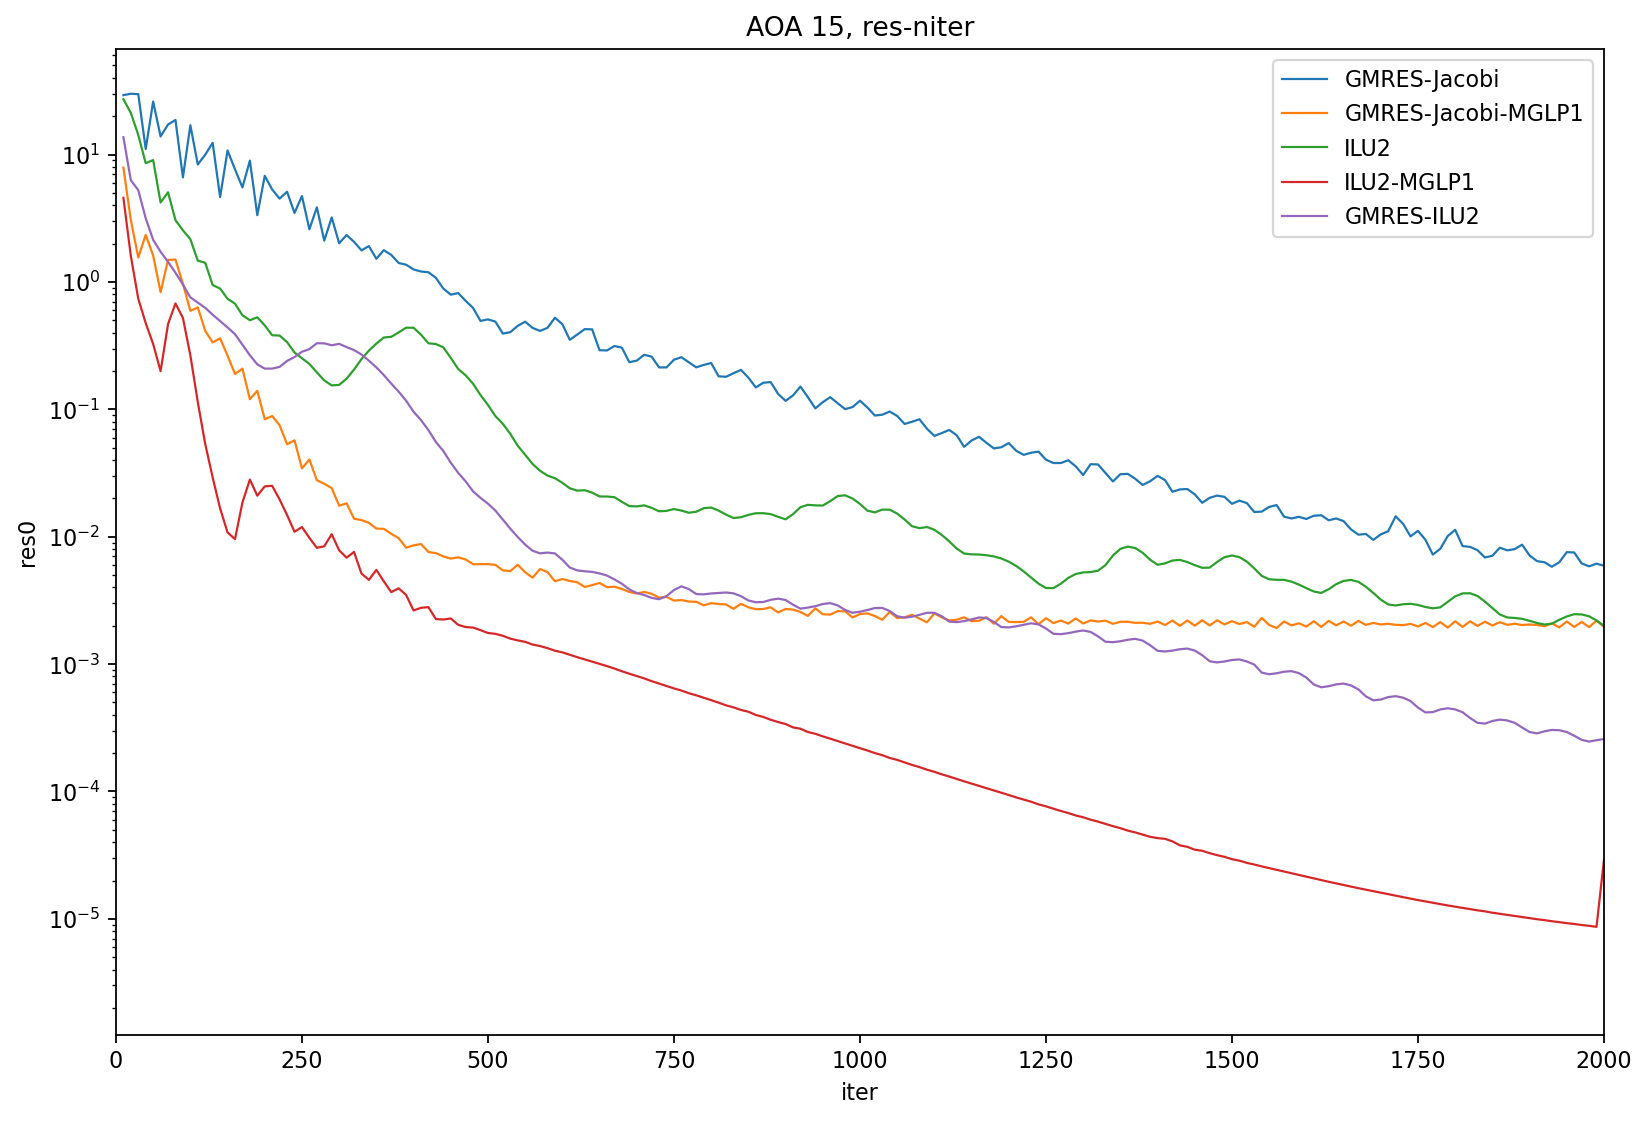 AOA 15, res-niter
GMRES-Jacobi
GMRES-Jacobi-MGLP1
ILU2
ILU2-MGLP1
GMRES-ILU2
res0
10¹
10⁰
10⁻¹
10⁻²
10⁻³
10⁻⁴
10⁻⁵
0 250 500 750 1000 1250 1500 1750 2000
iter